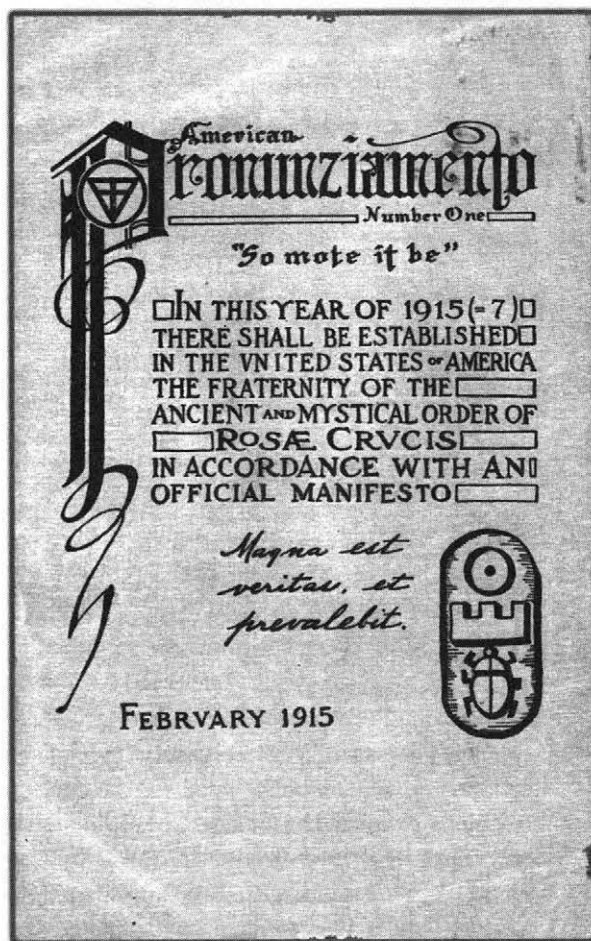 American
Pronunziamento
Number One
"So mote it be"
IN THIS YEAR OF 1915 (=7)
THERE SHALL BE ESTABLISHED
IN THE VNITED STATES OF AMERICA
THE FRATERNITY OF THE
ANCIENT AND MYSTICAL ORDER OF
ROSÆ CRVCIS
IN ACCORDANCE WITH AN
OFFICIAL MANIFESTO
Magna est
veritas, et
prevalebit.
FEBRVARY 1915